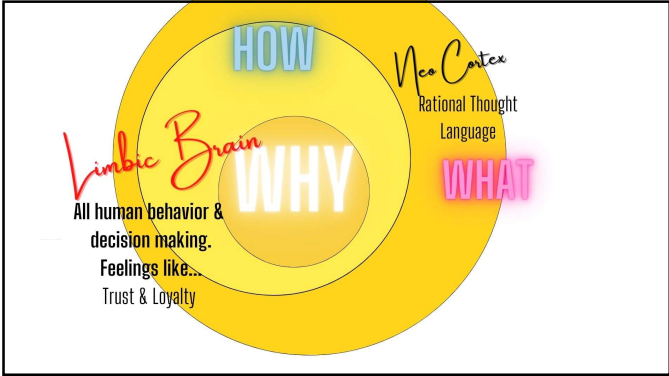 HOW
Neo Cortex
Rational Thought
Language
WHAT
Limbic Brain
WHY
All human behavior &
decision making.
Feelings like...
Trust & Loyalty